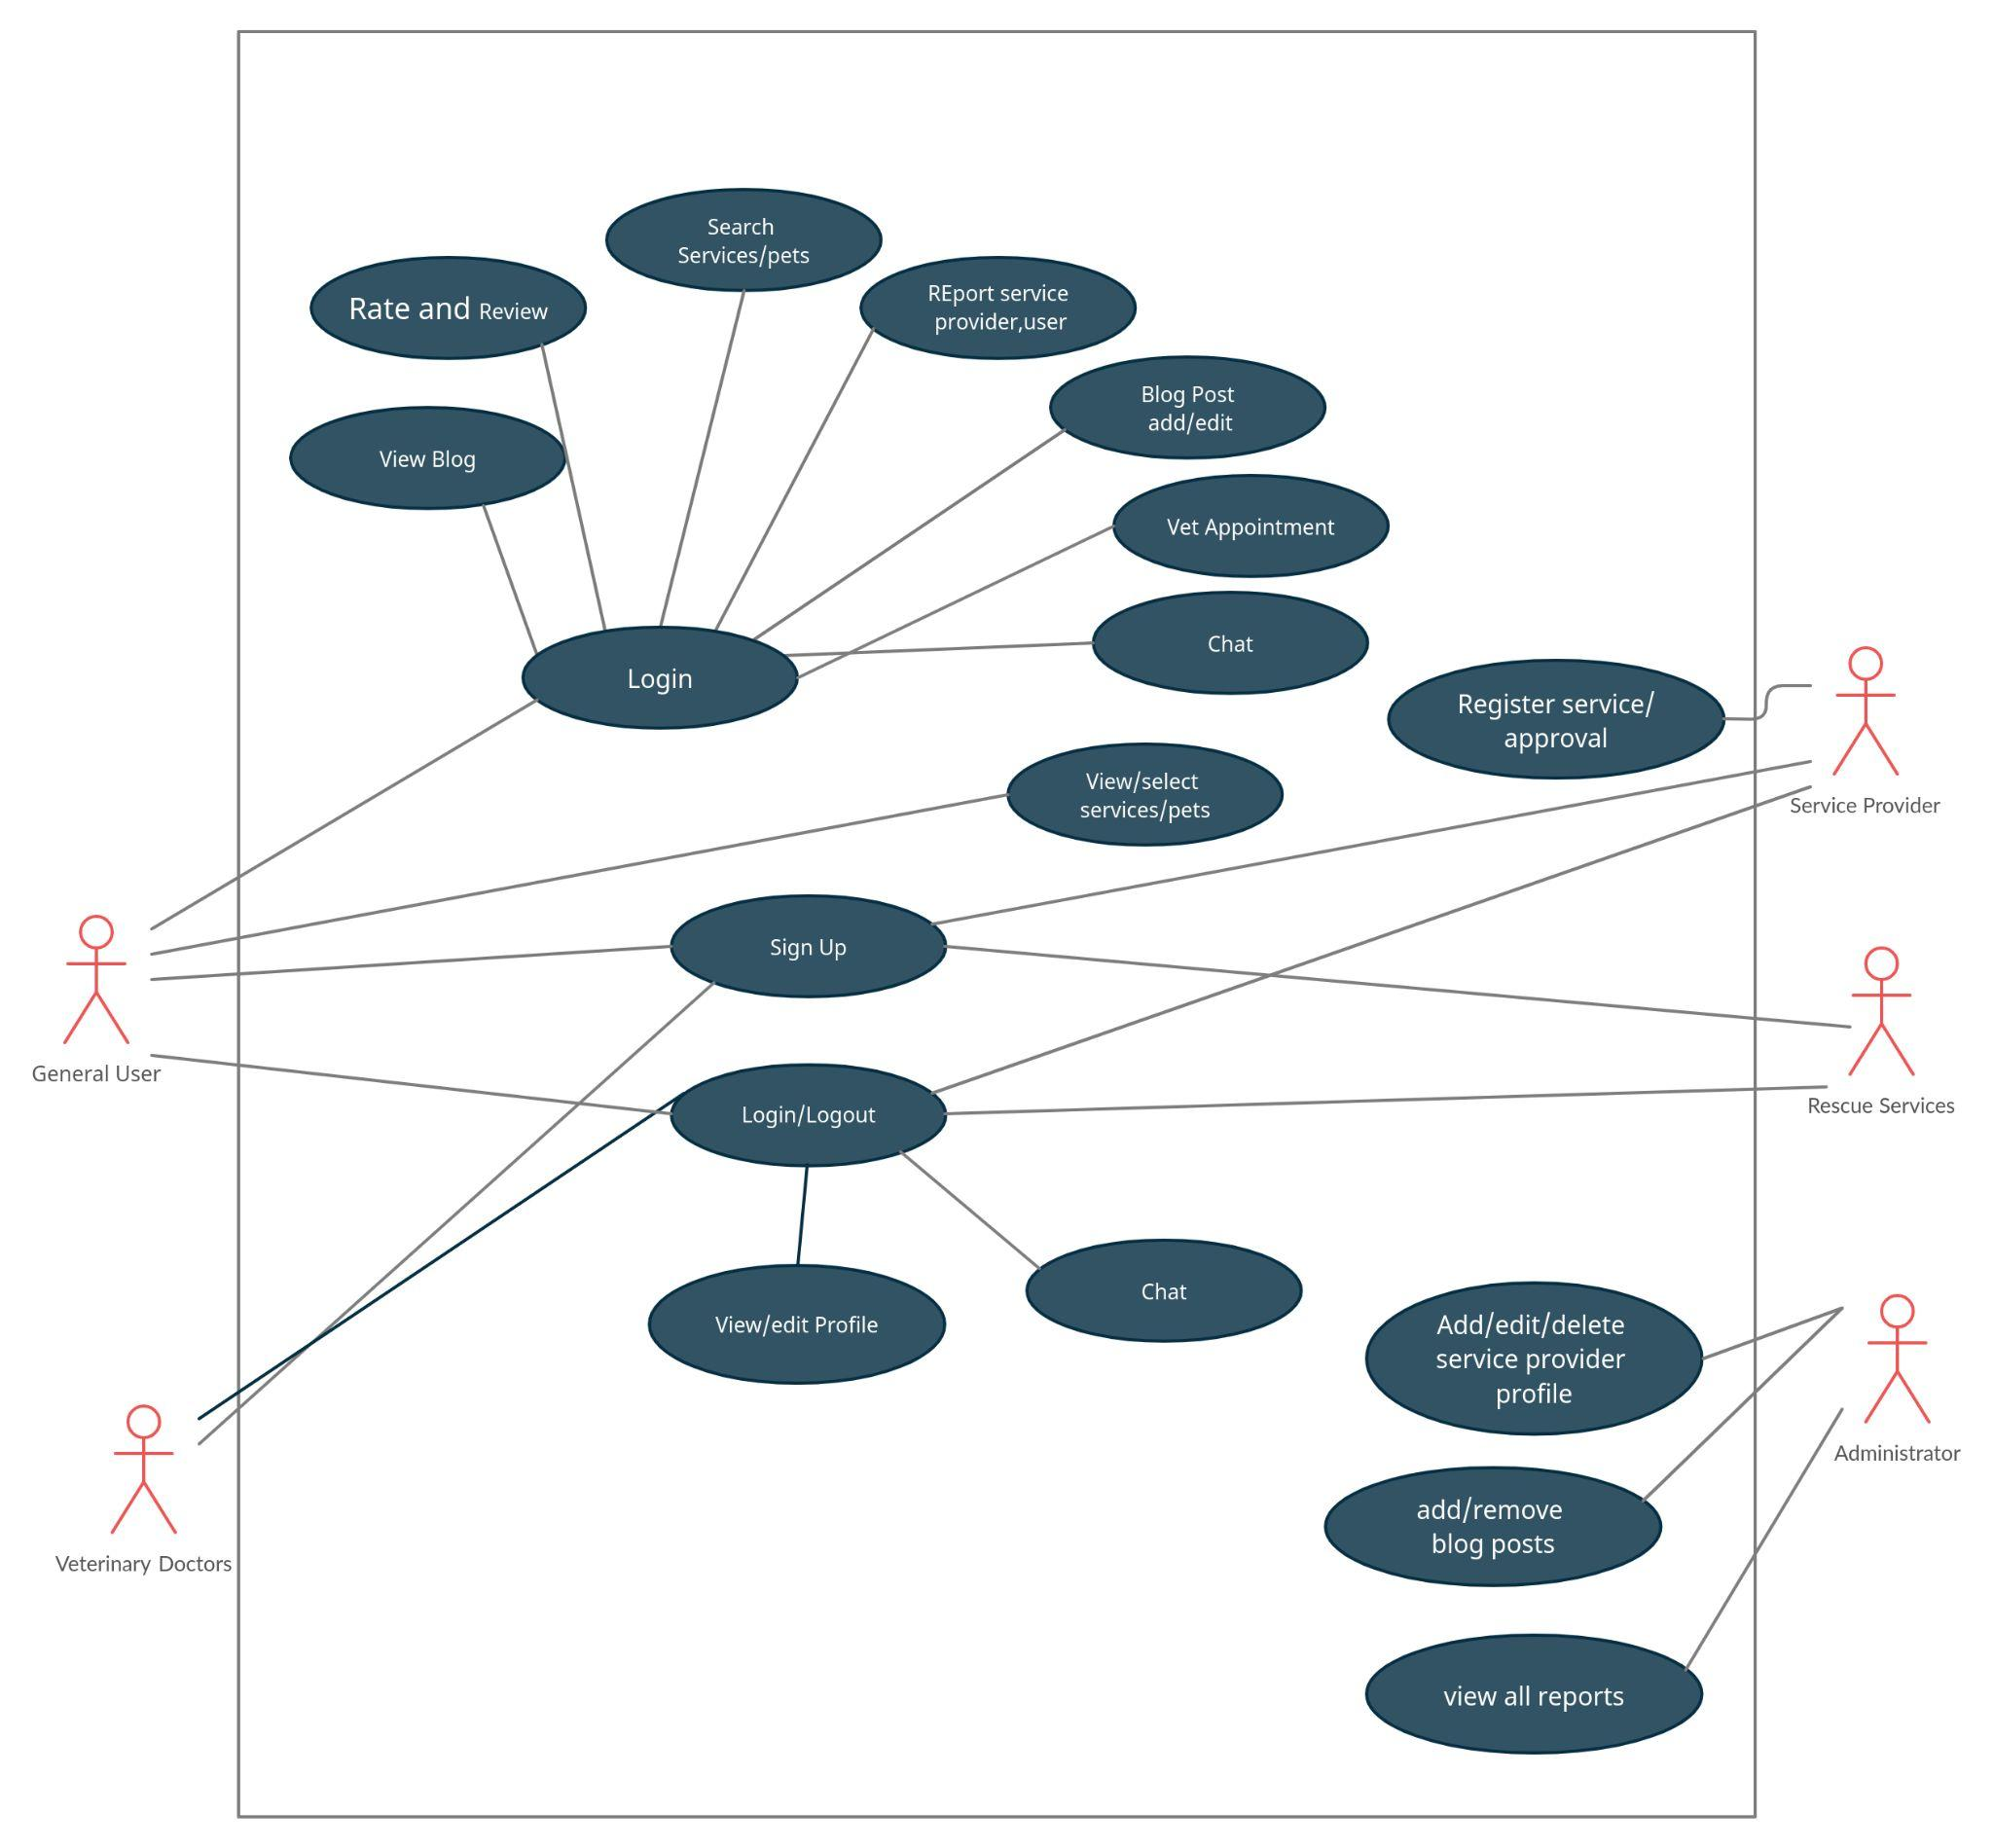 Search
Services/pets
Rate and Review
REport service
provider,user
Blog Post
add/edit
View Blog
Vet Appointment
Chat
Login
Register service/
approval
View/select
services/pets
Service Provider
Sign Up
General User
Login/Logout
Rescue Services
Chat
View/edit Profile
Add/edit/delete
service provider
profile
Administrator
add/remove
blog posts
Veterinary Doctors
view all reports